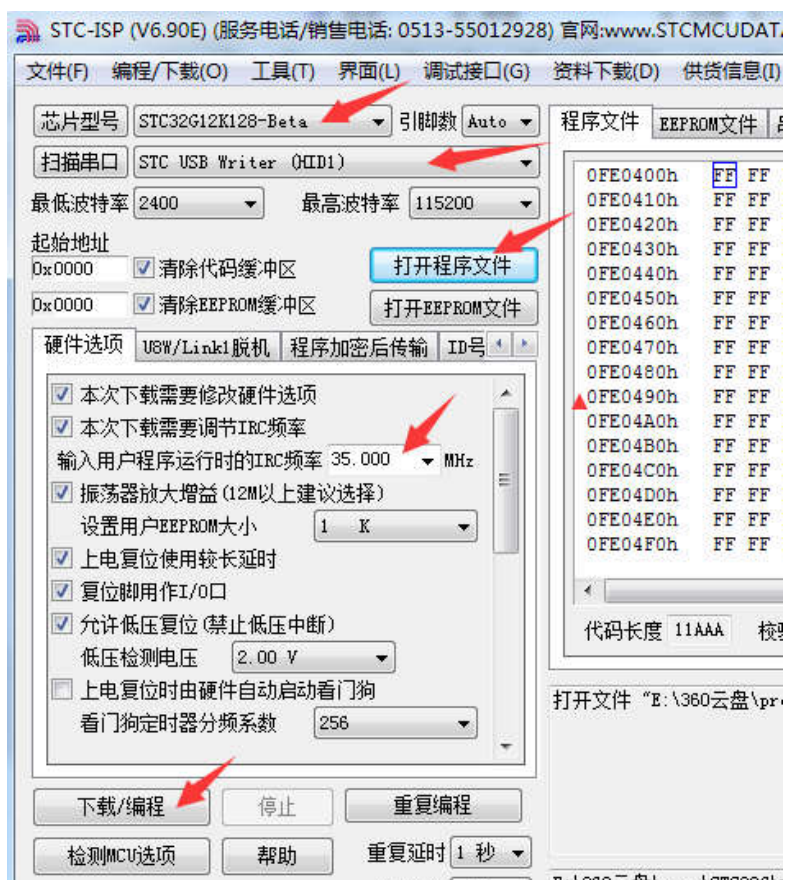 STC-ISP (V6.90E) (服务电话/销售电话: 0513-55012928) 官网:www.STCMCUDATA
文件(F) 编程/下载(O) 工具(T) 界面(L) 调试接口(G) 资料下载(D) 供货信息(I)
芯片型号 STC32G12K128-Beta 引脚数 Auto
扫描串口 STC USB Writer (HID1)
最低波特率 2400 最高波特率 115200
起始地址
0x0000 清除代码缓冲区 打开程序文件
0x0000 清除EEPROM缓冲区 打开EEPROM文件
硬件选项 U8W/Link1脱机 程序加密后传输 ID号
本次下载需要修改硬件选项
本次下载需要调节IRC频率
输入用户程序运行时的IRC频率 35.000 MHz
振荡器放大增益(12M以上建议选择)
设置用户EEPROM大小 1 K
上电复位使用较长延时
复位脚用作I/O口
允许低压复位(禁止低压中断)
低压检测电压 2.00 V
上电复位时由硬件自动启动看门狗
看门狗定时器分频系数 256
下载/编程 停止 重复编程
检测MCU选项 帮助 重复延时 1 秒
程序文件 EEPROM文件
0FE0400h FF FF
0FE0410h FF FF
0FE0420h FF FF
0FE0430h FF FF
0FE0440h FF FF
0FE0450h FF FF
0FE0460h FF FF
0FE0470h FF FF
0FE0480h FF FF
0FE0490h FF FF
0FE04A0h FF FF
0FE04B0h FF FF
0FE04C0h FF FF
0FE04D0h FF FF
0FE04E0h FF FF
0FE04F0h FF FF
代码长度 11AAA 校
打开文件 "E:\360云盘\pr